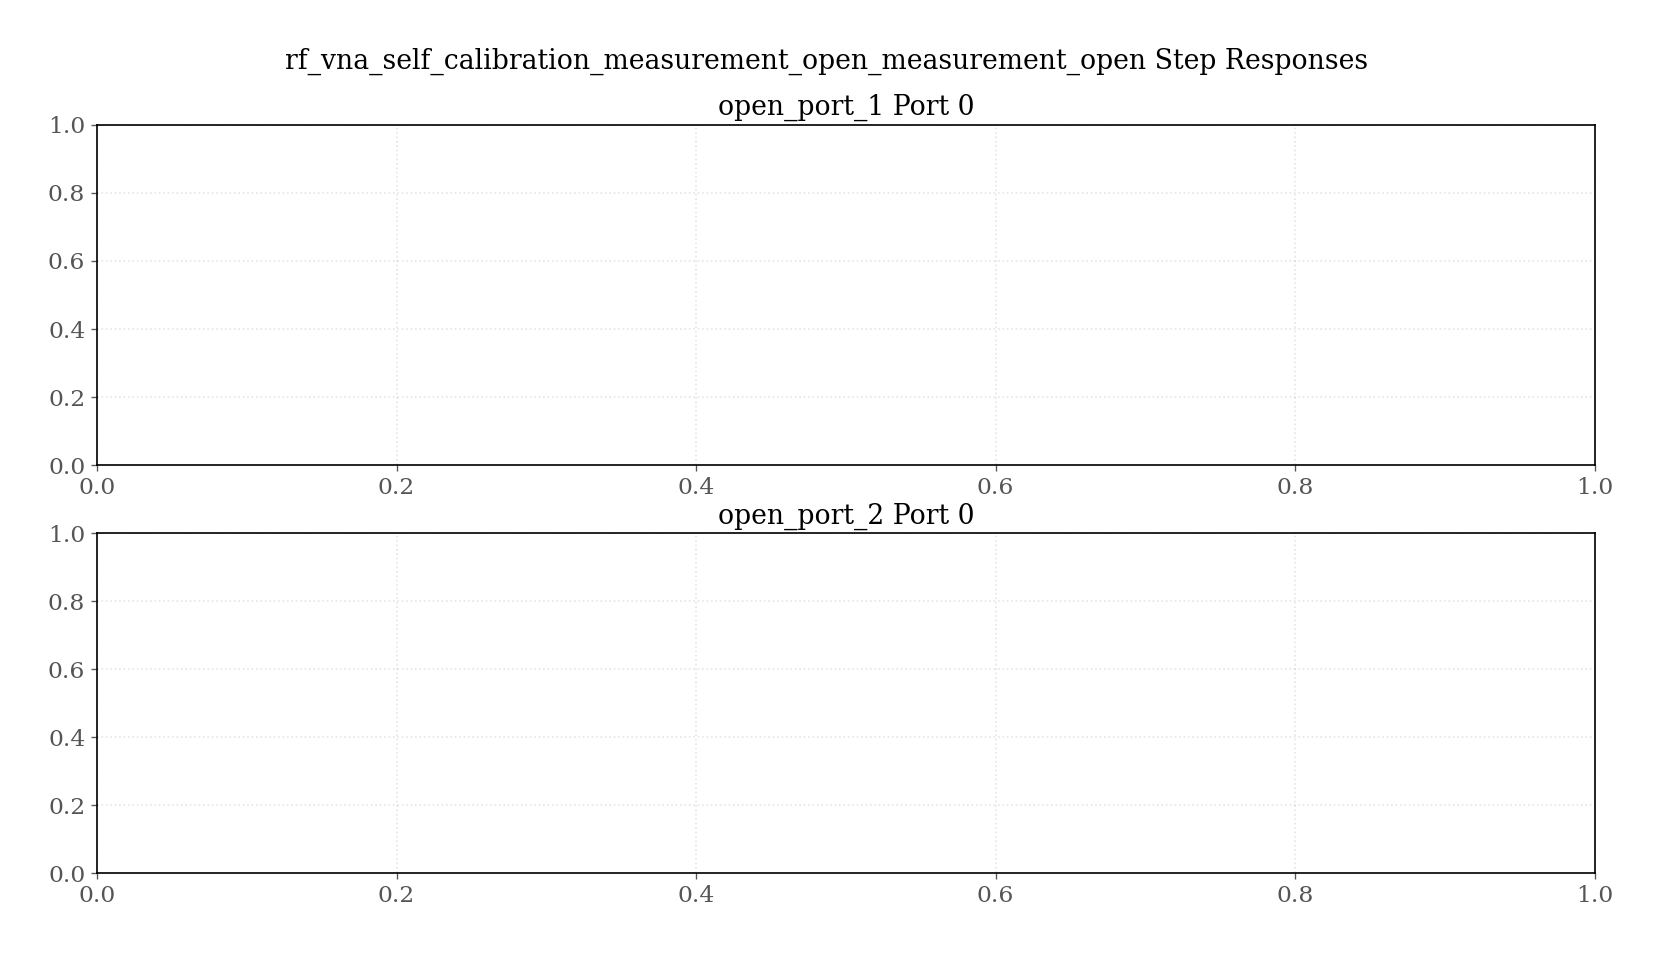 rf_vna_self_calibration_measurement_open_measurement_open Step Responses
open_port_1 Port 0
1.0
0.8
0.6
0.4
0.2
0.0
0.0 0.2 0.4 0.6 0.8 1.0
open_port_2 Port 0
1.0
0.8
0.6
0.4
0.2
0.0
0.0 0.2 0.4 0.6 0.8 1.0